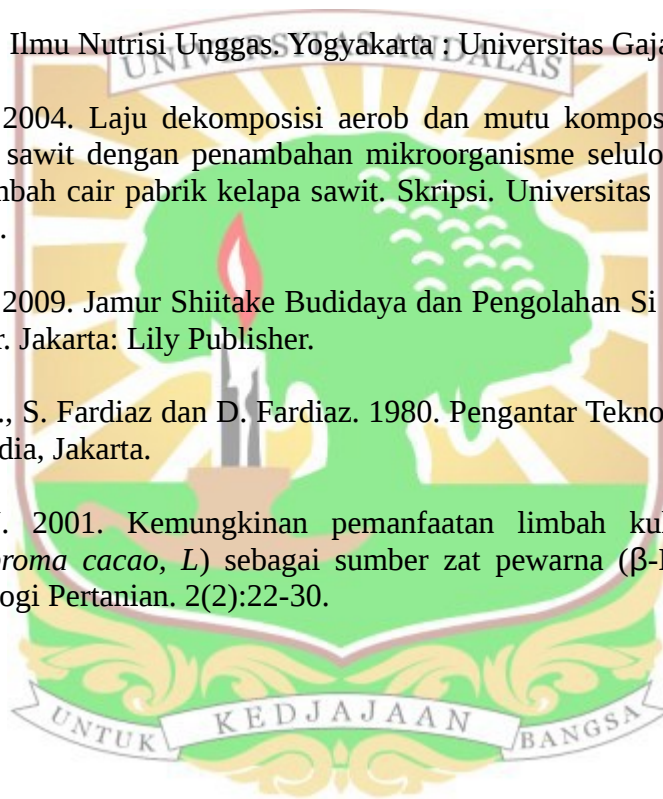 Ilmu Nutrisi Unggas. Yogyakarta : Universitas Gaja
UNIVERSITAS ANDALAS
2004. Laju dekomposisi aerob dan mutu kompos
sawit dengan penambahan mikroorganisme selulo
mbah cair pabrik kelapa sawit. Skripsi. Universitas
.
2009. Jamur Shiitake Budidaya dan Pengolahan Si
r. Jakarta: Lily Publisher.
., S. Fardiaz dan D. Fardiaz. 1980. Pengantar Tekno
dia, Jakarta.
. 2001. Kemungkinan pemanfaatan limbah ku
broma cacao, L) sebagai sumber zat pewarna (β-
ogi Pertanian. 2(2):22-30.
UNTUK KEDJAJAAN BANGSA